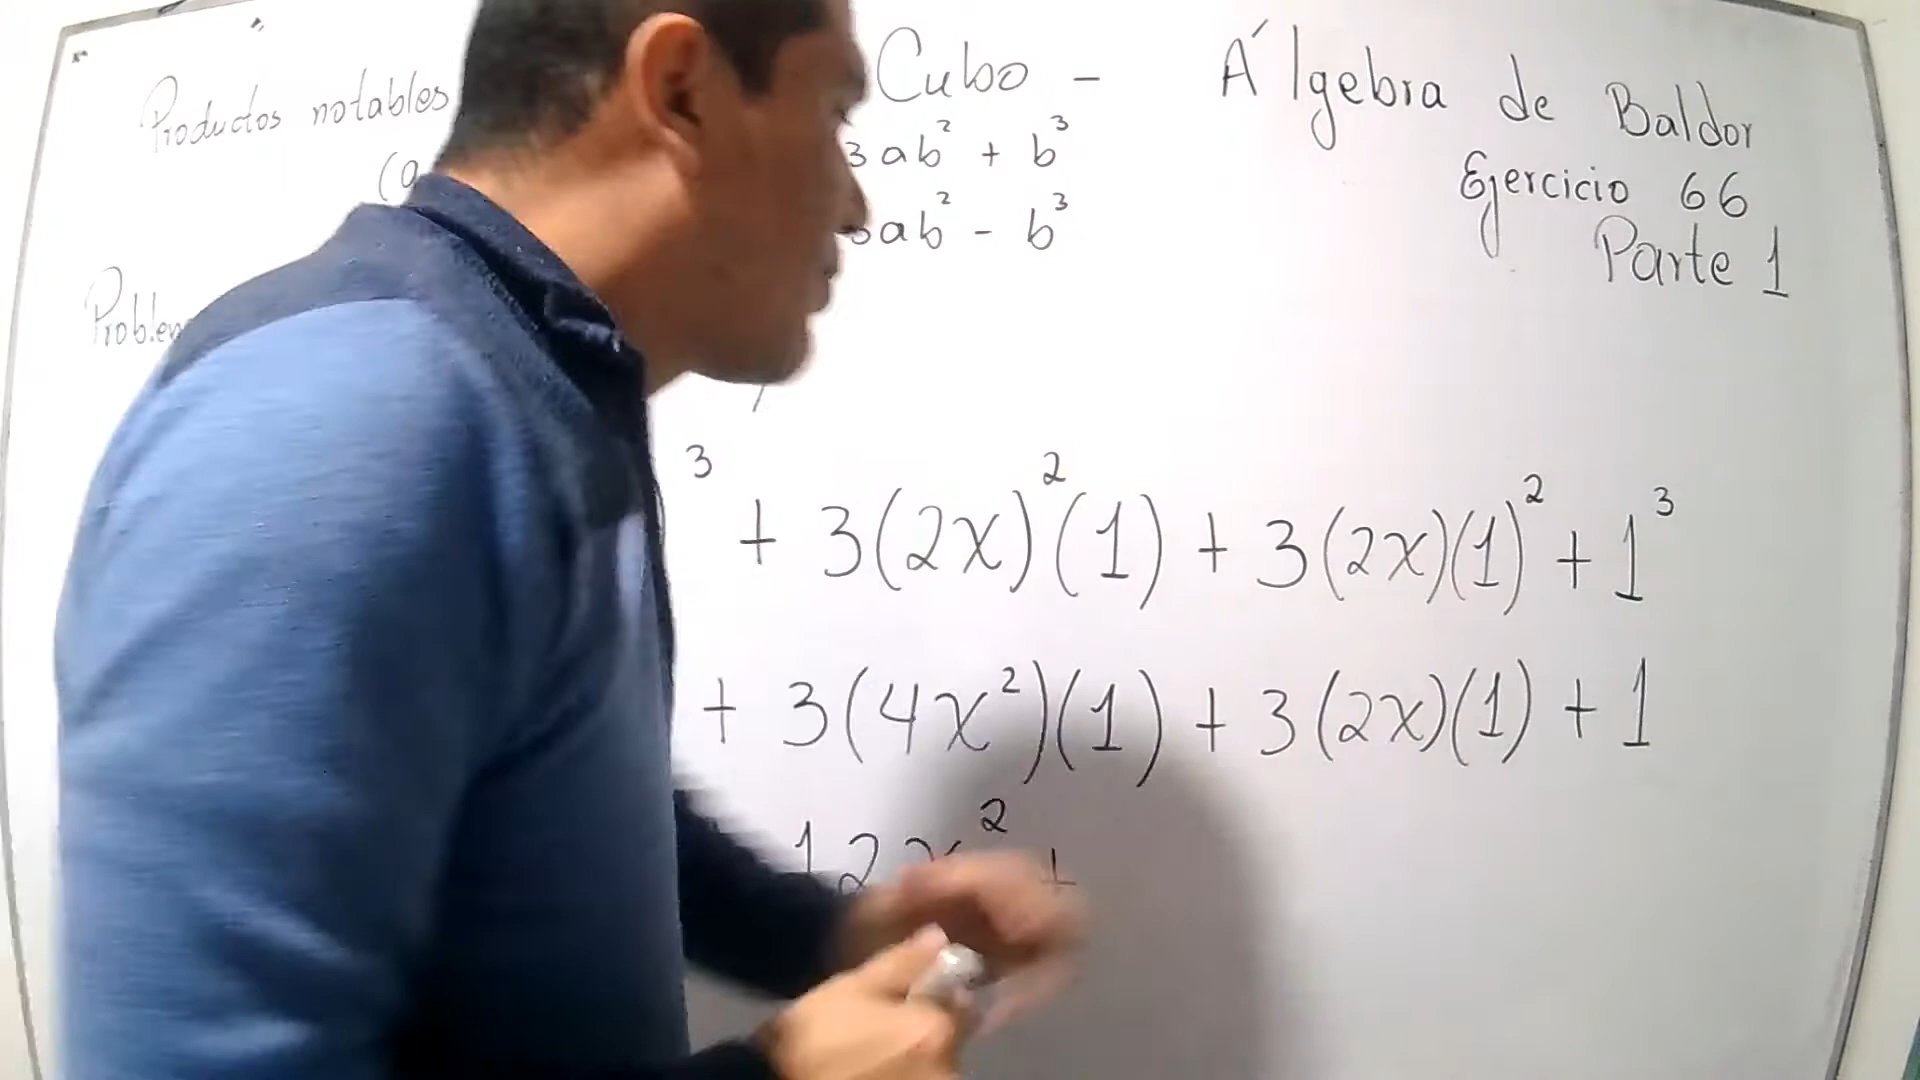 Productos notables Cubo -
3ab² + b³
3ab² - b³
Álgebra de Baldor
Ejercicio 66
Parte 1
³ + 3(2x)²(1) + 3(2x)(1)² + 1³
+ 3(4x²)(1) + 3(2x)(1) + 1
12x² +